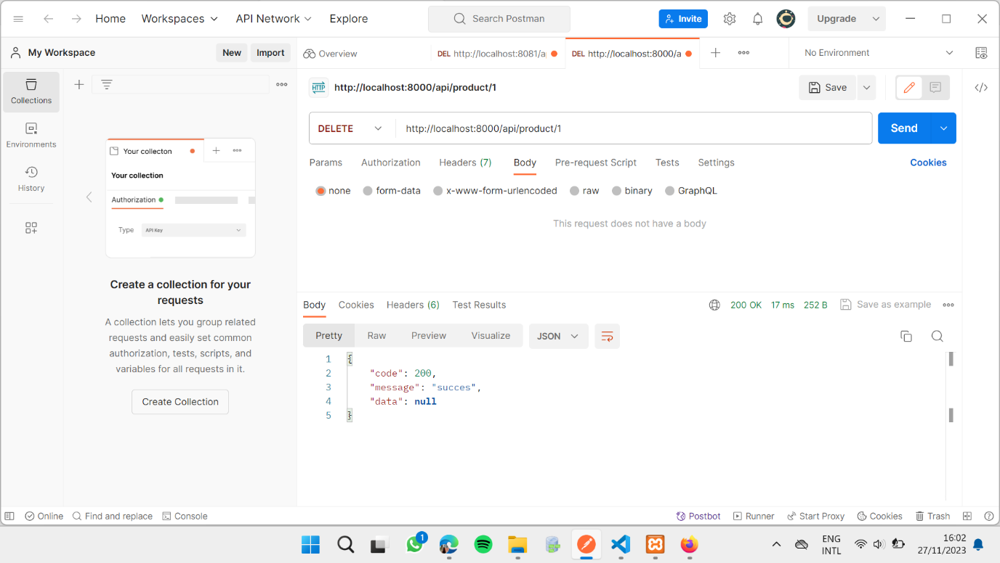 Home Workspaces API Network Explore Search Postman Invite Upgrade
My Workspace New Import Overview DEL http://localhost:8081/a DEL http://localhost:8000/a No Environment
Collections
Environments
History
Your collecton
Your collection
Authorization
Type API Key
Create a collection for your
requests
A collection lets you group related
requests and easily set common
authorization, tests, scripts, and
variables for all requests in it.
Create Collection
HTTP http://localhost:8000/api/product/1 Save
DELETE http://localhost:8000/api/product/1 Send
Params Authorization Headers (7) Body Pre-request Script Tests Settings Cookies
none form-data x-www-form-urlencoded raw binary GraphQL
This request does not have a body
Body Cookies Headers (6) Test Results 200 OK 17 ms 252 B Save as example
Pretty Raw Preview Visualize JSON
1 {
2 "code": 200,
3 "message": "succes",
4 "data": null
5 }
Online Find and replace Console Postbot Runner Start Proxy Cookies Trash
1
ENG
INTL
16:02
27/11/2023